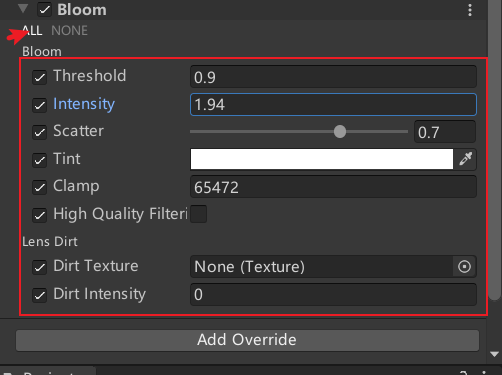 Bloom
ALL NONE
Bloom
Threshold 0.9
Intensity 1.94
Scatter 0.7
Tint
Clamp 65472
High Quality Filteri
Lens Dirt
Dirt Texture None (Texture)
Dirt Intensity 0
Add Override